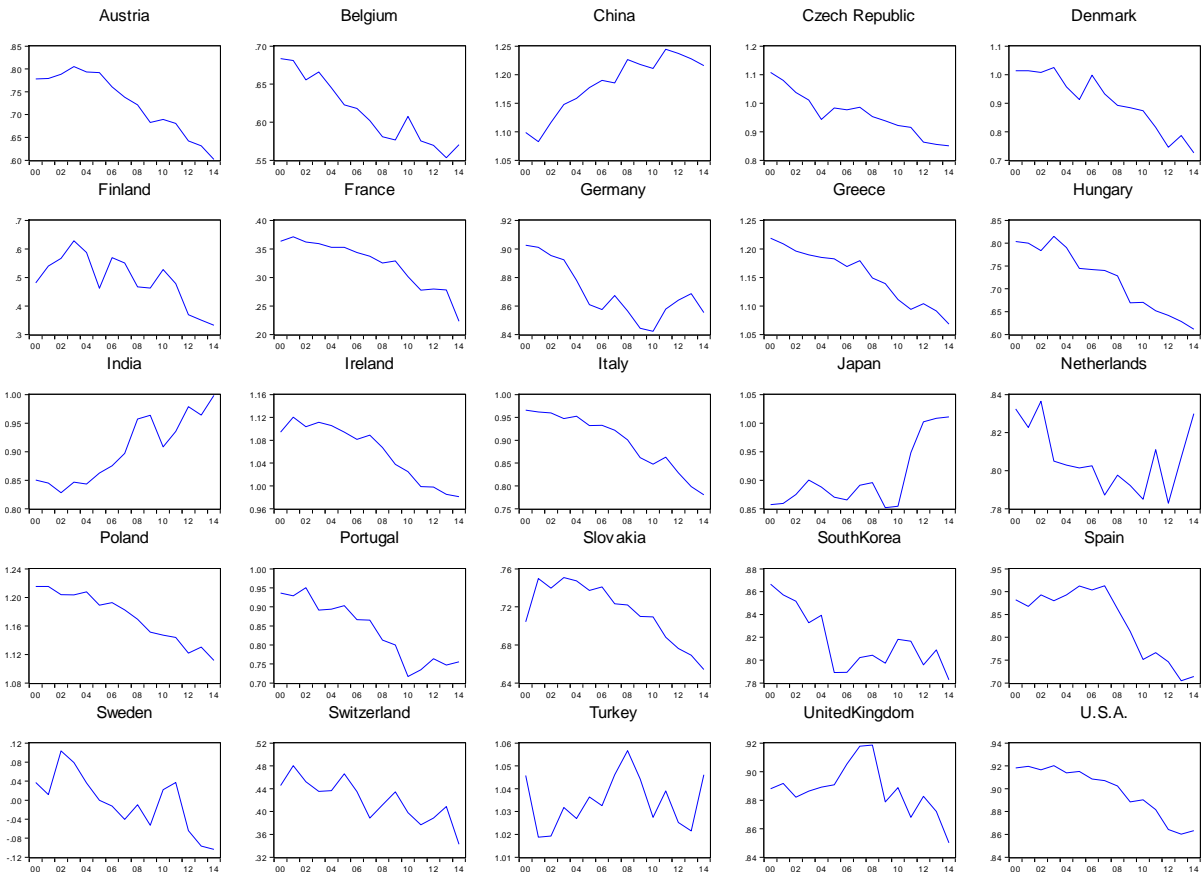 Austria
.85
.80
.75
.70
.65
.60
00 02 04 06 08 10 12 14
Belgium
.70
.65
.60
.55
00 02 04 06 08 10 12 14
China
1.25
1.20
1.15
1.10
1.05
00 02 04 06 08 10 12 14
Czech Republic
1.2
1.1
1.0
0.9
0.8
00 02 04 06 08 10 12 14
Denmark
1.1
1.0
0.9
0.8
0.7
00 02 04 06 08 10 12 14
Finland
.7
.6
.5
.4
.3
00 02 04 06 08 10 12 14
France
.40
.35
.30
.25
.20
00 02 04 06 08 10 12 14
Germany
.92
.90
.88
.86
.84
00 02 04 06 08 10 12 14
Greece
1.25
1.20
1.15
1.10
1.05
00 02 04 06 08 10 12 14
Hungary
.85
.80
.75
.70
.65
.60
00 02 04 06 08 10 12 14
India
1.00
0.95
0.90
0.85
0.80
00 02 04 06 08 10 12 14
Ireland
1.16
1.12
1.08
1.04
1.00
0.96
00 02 04 06 08 10 12 14
Italy
1.00
0.95
0.90
0.85
0.80
0.75
00 02 04 06 08 10 12 14
Japan
1.05
1.00
0.95
0.90
0.85
00 02 04 06 08 10 12 14
Netherlands
.84
.82
.80
.78
00 02 04 06 08 10 12 14
Poland
1.24
1.20
1.16
1.12
1.08
00 02 04 06 08 10 12 14
Portugal
1.00
0.95
0.90
0.85
0.80
0.75
0.70
00 02 04 06 08 10 12 14
Slovakia
.76
.72
.68
.64
00 02 04 06 08 10 12 14
SouthKorea
.88
.86
.84
.82
.80
.78
00 02 04 06 08 10 12 14
Spain
.95
.90
.85
.80
.75
.70
00 02 04 06 08 10 12 14
Sweden
.12
.08
.04
.00
-.04
-.08
-.12
00 02 04 06 08 10 12 14
Switzerland
.52
.48
.44
.40
.36
.32
00 02 04 06 08 10 12 14
Turkey
1.06
1.05
1.04
1.03
1.02
1.01
00 02 04 06 08 10 12 14
UnitedKingdom
.92
.90
.88
.86
.84
00 02 04 06 08 10 12 14
U.S.A.
.94
.92
.90
.88
.86
.84
00 02 04 06 08 10 12 14